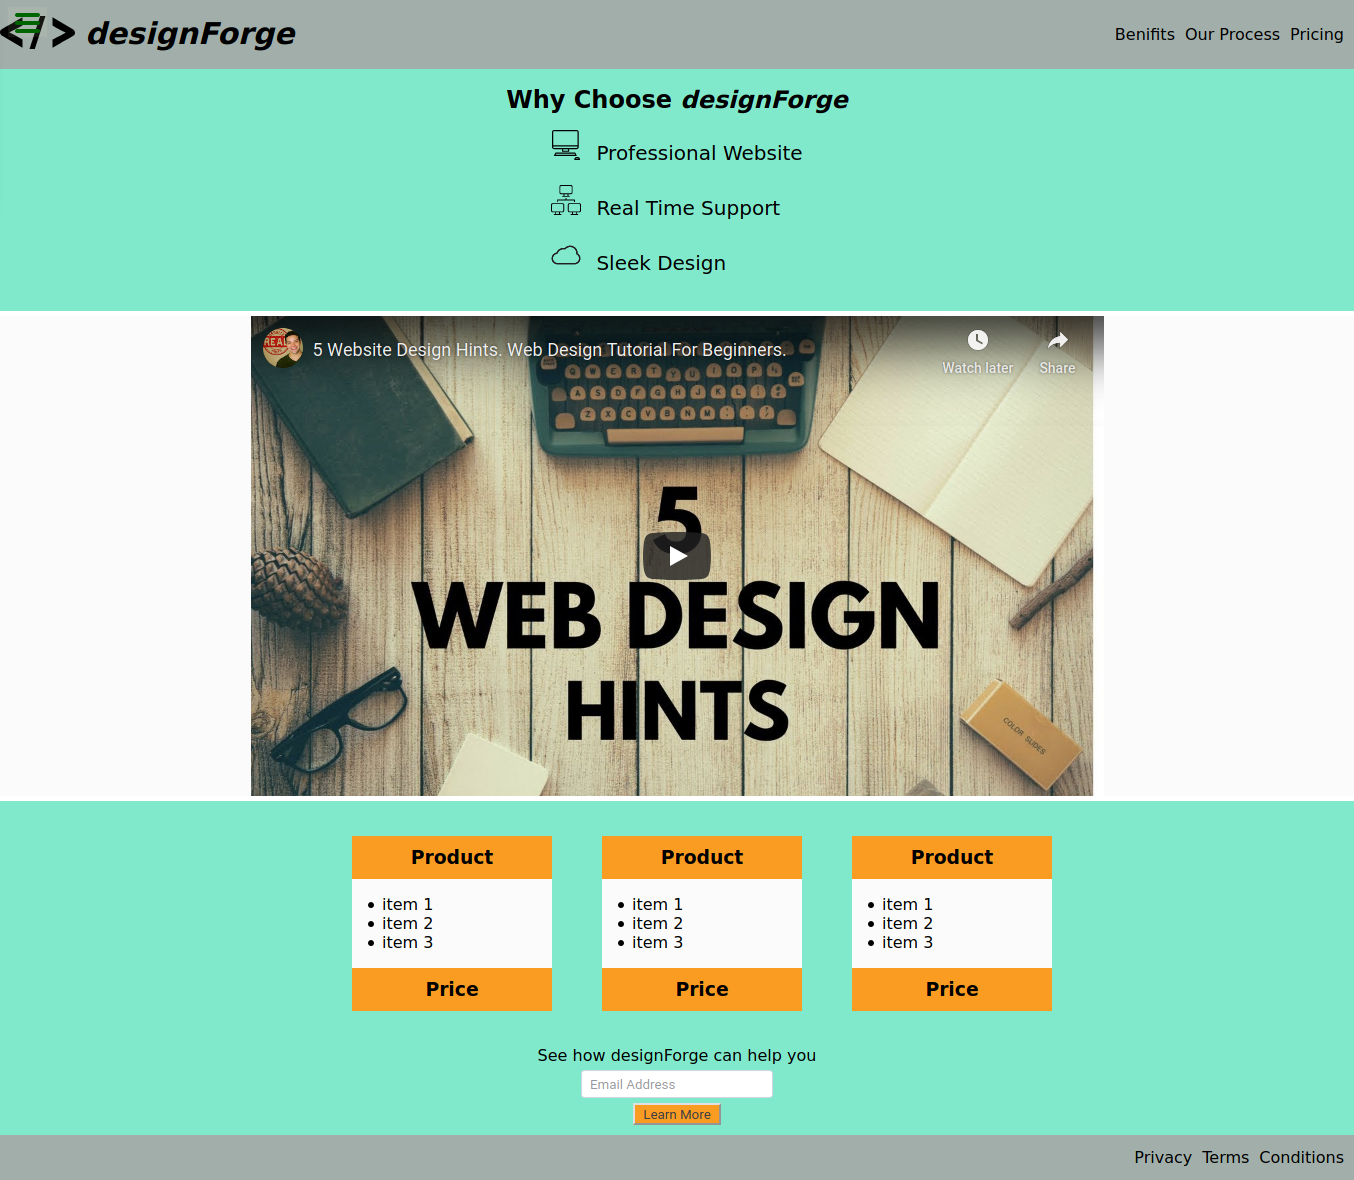 </> designForge
Benifits Our Process Pricing
Why Choose designForge
Professional Website
Real Time Support
Sleek Design
REAL
5 Website Design Hints. Web Design Tutorial For Beginners.
Watch later Share
Q W E R T Y U I O P
A S D F G H J K L
Z X C V B N M
5
WEB DESIGN
HINTS
COLOR SLIDES
Product Product Product
• item 1 • item 1 • item 1
• item 2 • item 2 • item 2
• item 3 • item 3 • item 3
Price Price Price
See how designForge can help you
Email Address
Learn More
Privacy Terms Conditions